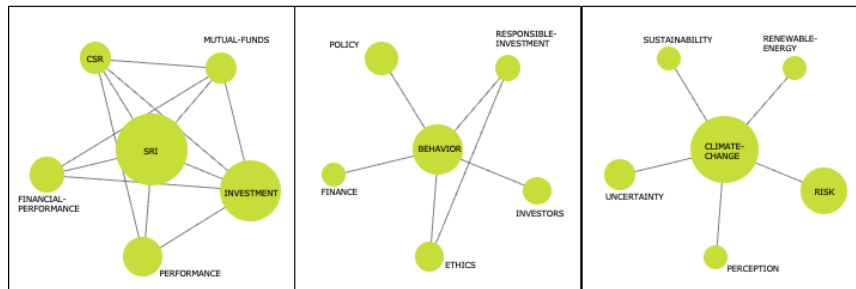 CSR
MUTUAL-FUNDS
SRI
INVESTMENT
FINANCIAL-
PERFORMANCE
PERFORMANCE
POLICY
RESPONSIBLE-
INVESTMENT
BEHAVIOR
FINANCE
INVESTORS
ETHICS
SUSTAINABILITY
RENEWABLE-
ENERGY
CLIMATE-
CHANGE
UNCERTAINTY
RISK
PERCEPTION